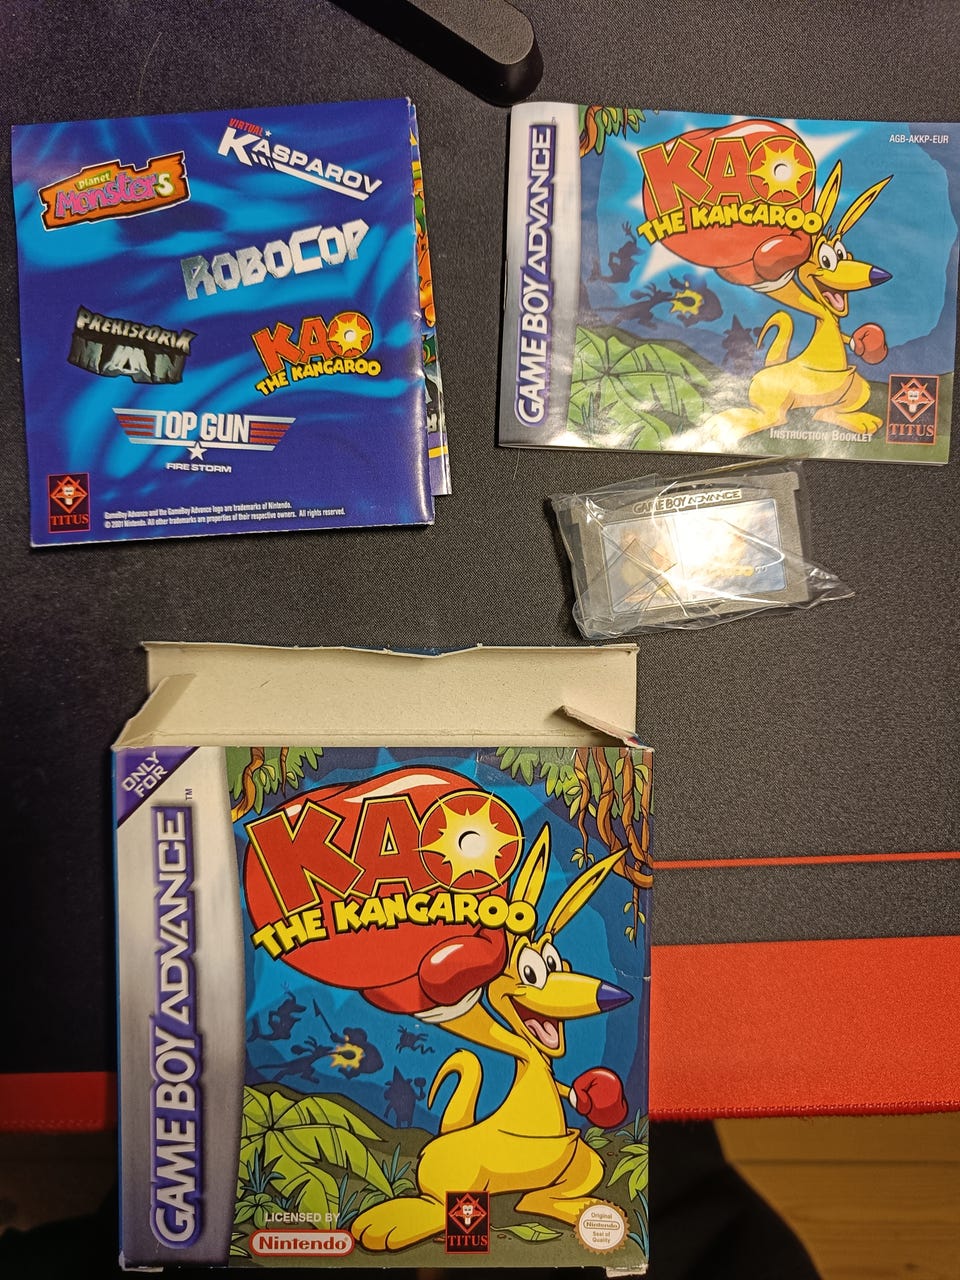 VIRTUAL
KASPAROV
planet
Monsters
ROBOCOP
PREHISTORIK
MAN
KAO
THE KANGAROO
TOP GUN
FIRESTORM
TITUS
GameBoy Advance and the GameBoy Advance logo are trademarks of Nintendo.
© 2001 Nintendo. All other trademarks are properties of their respective owners. All rights reserved.
GAME BOY ADVANCE
AGB-AKKP-EUR
KAO
THE KANGAROO
INSTRUCTION BOOKLET
TITUS
GAME BOY ADVANCE
ONLY
FOR
GAME BOY ADVANCE™
KAO
THE KANGAROO
LICENSED BY
Nintendo®
TITUS
Original
Nintendo
Seal of
Quality